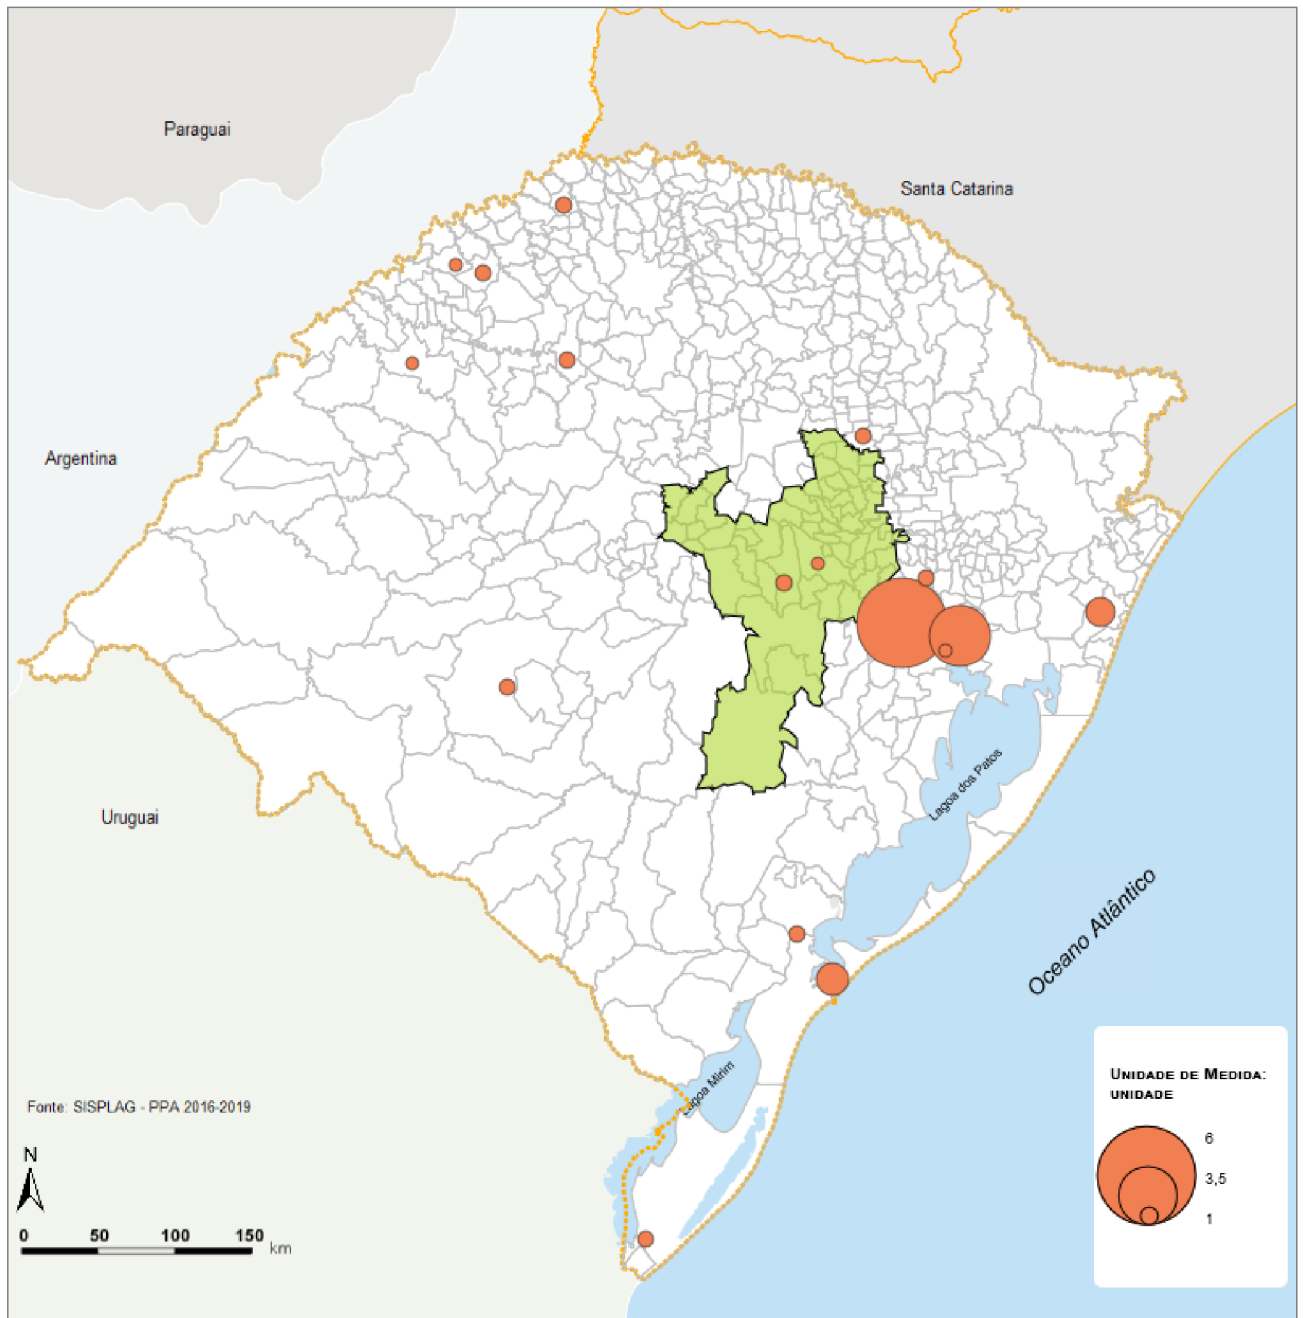 Paraguai
Santa Catarina
Argentina
Uruguai
Lagoa dos Patos
Oceano Atlântico
Lagoa Mirim
Fonte: SISPLAG - PPA 2016-2019
N
0 50 100 150
km
UNIDADE DE MEDIDA:
UNIDADE
6
3,5
1